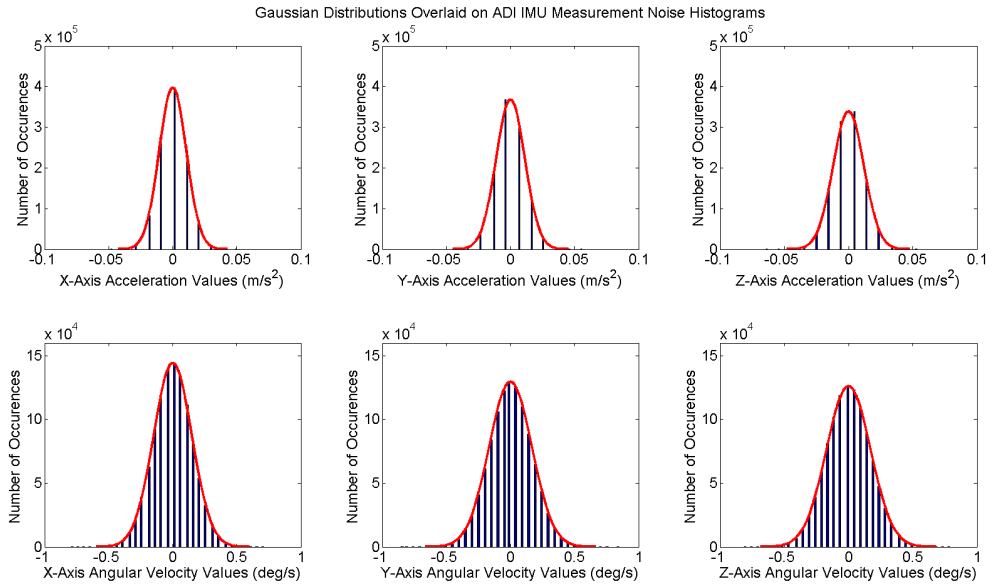 Gaussian Distributions Overlaid on ADI IMU Measurement Noise Histograms
x 10^5
5
4
3
2
1
0
-0.1 -0.05 0 0.05 0.1
Number of Occurences
X-Axis Acceleration Values (m/s^2)
x 10^5
5
4
3
2
1
0
-0.1 -0.05 0 0.05 0.1
Number of Occurences
Y-Axis Acceleration Values (m/s^2)
x 10^5
5
4
3
2
1
0
-0.1 -0.05 0 0.05 0.1
Number of Occurences
Z-Axis Acceleration Values (m/s^2)
x 10^4
15
10
5
0
-1 -0.5 0 0.5 1
Number of Occurences
X-Axis Angular Velocity Values (deg/s)
x 10^4
15
10
5
0
-1 -0.5 0 0.5 1
Number of Occurences
Y-Axis Angular Velocity Values (deg/s)
x 10^4
15
10
5
0
-1 -0.5 0 0.5 1
Number of Occurences
Z-Axis Angular Velocity Values (deg/s)